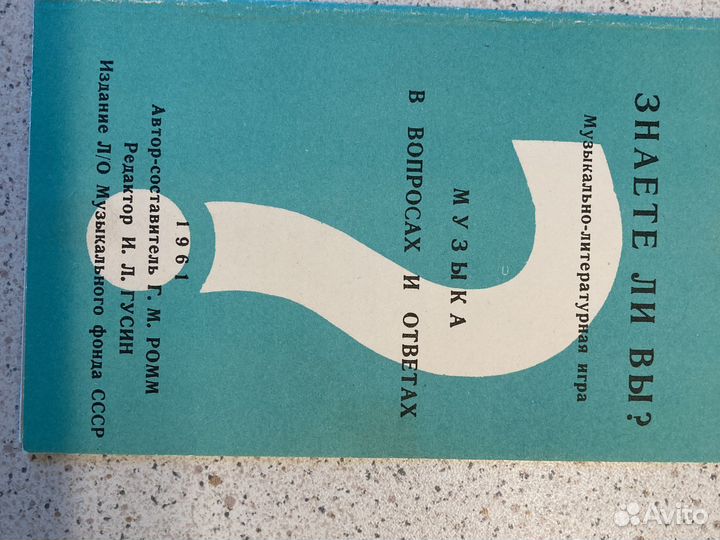 ЗНАЕТЕ ЛИ ВЫ?
Музыкально-литературная игра
МУЗЫКА
В ВОПРОСАХ И ОТВЕТАХ
1961
Автор-составитель Г. М. РОММ
Редактор И. Л. ГУСИН
Издание Л/О Музыкального фонда СССР
Avito